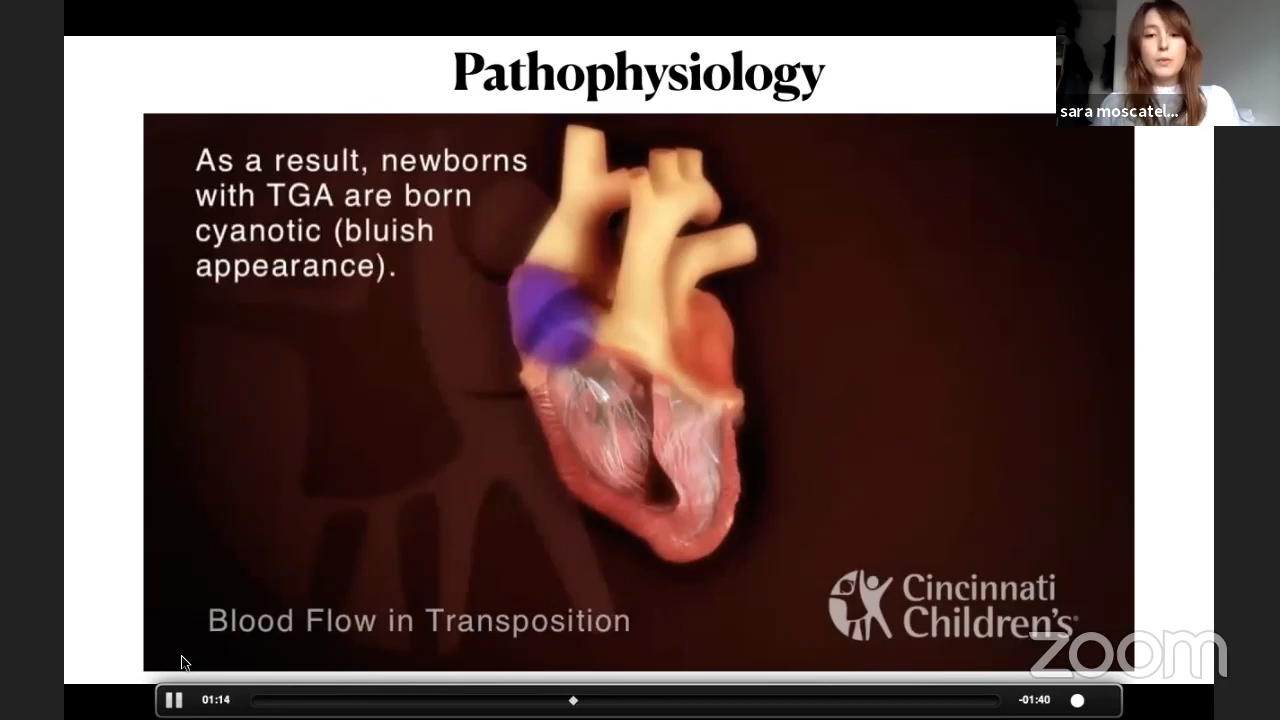 Pathophysiology
sara moscatel...
As a result, newborns
with TGA are born
cyanotic (bluish
appearance).
Blood Flow in Transposition
Cincinnati
Children's
zoom
01:14
-01:40